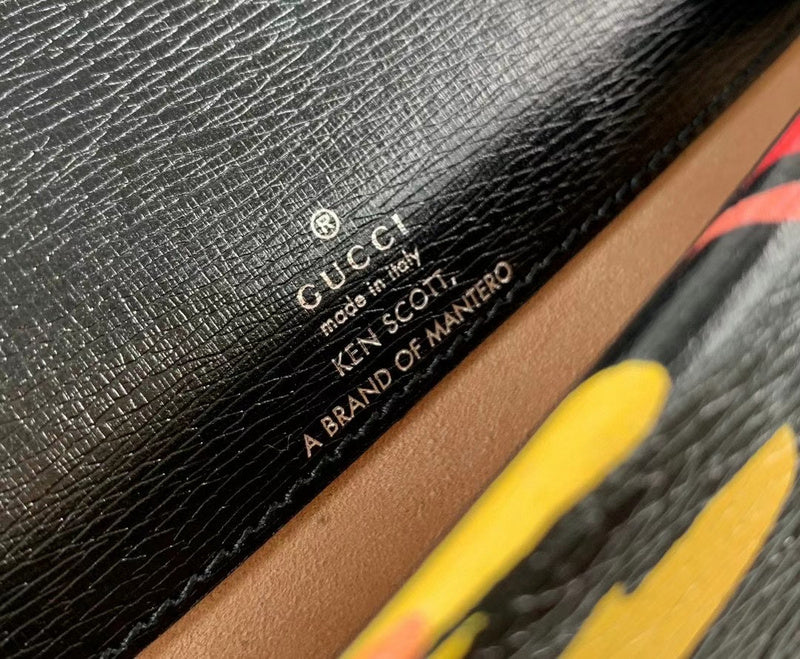 ®
GUCCI
made in italy
KEN SCOTT,
A BRAND OF MANTERO